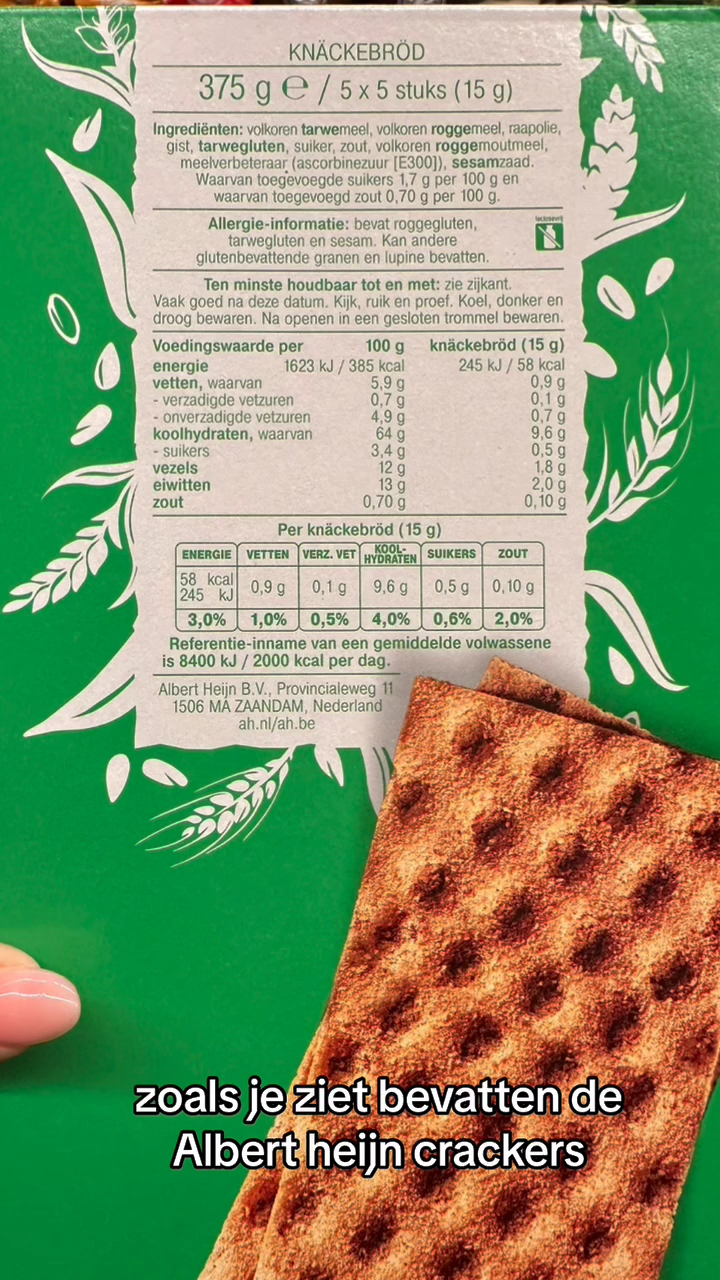 KNÄCKEBRÖD
375 g ℮ / 5 x 5 stuks (15 g)
Ingrediënten: volkoren tarwemeel, volkoren roggemeel, raapolie,
gist, tarwegluten, suiker, zout, volkoren roggemoutmeel,
meelverbeteraar (ascorbinezuur [E300]), sesamzaad.
Waarvan toegevoegde suikers 1,7 g per 100 g en
waarvan toegevoegd zout 0,70 g per 100 g.
Allergie-informatie: bevat roggegluten,
tarwegluten en sesam. Kan andere
glutenbevattende granen en lupine bevatten.
lactosevrij
Ten minste houdbaar tot en met: zie zijkant.
Vaak goed na deze datum. Kijk, ruik en proef. Koel, donker en
droog bewaren. Na openen in een gesloten trommel bewaren.
Voedingswaarde per 100 g knäckebröd (15 g)
energie 1623 kJ / 385 kcal 245 kJ / 58 kcal
vetten, waarvan 5,9 g 0,9 g
- verzadigde vetzuren 0,7 g 0,1 g
- onverzadigde vetzuren 4,9 g 0,7 g
koolhydraten, waarvan 64 g 9,6 g
- suikers 3,4 g 0,5 g
vezels 12 g 1,8 g
eiwitten 13 g 2,0 g
zout 0,70 g 0,10 g
Per knäckebröd (15 g)
ENERGIE VETTEN VERZ. VET KOOL-HYDRATEN SUIKERS ZOUT
58 kcal 245 kJ 0,9 g 0,1 g 9,6 g 0,5 g 0,10 g
3,0% 1,0% 0,5% 4,0% 0,6% 2,0%
Referentie-inname van een gemiddelde volwassene
is 8400 kJ / 2000 kcal per dag.
Albert Heijn B.V., Provincialeweg 11
1506 MA ZAANDAM, Nederland
ah.nl/ah.be
zoals je ziet bevatten de
Albert heijn crackers